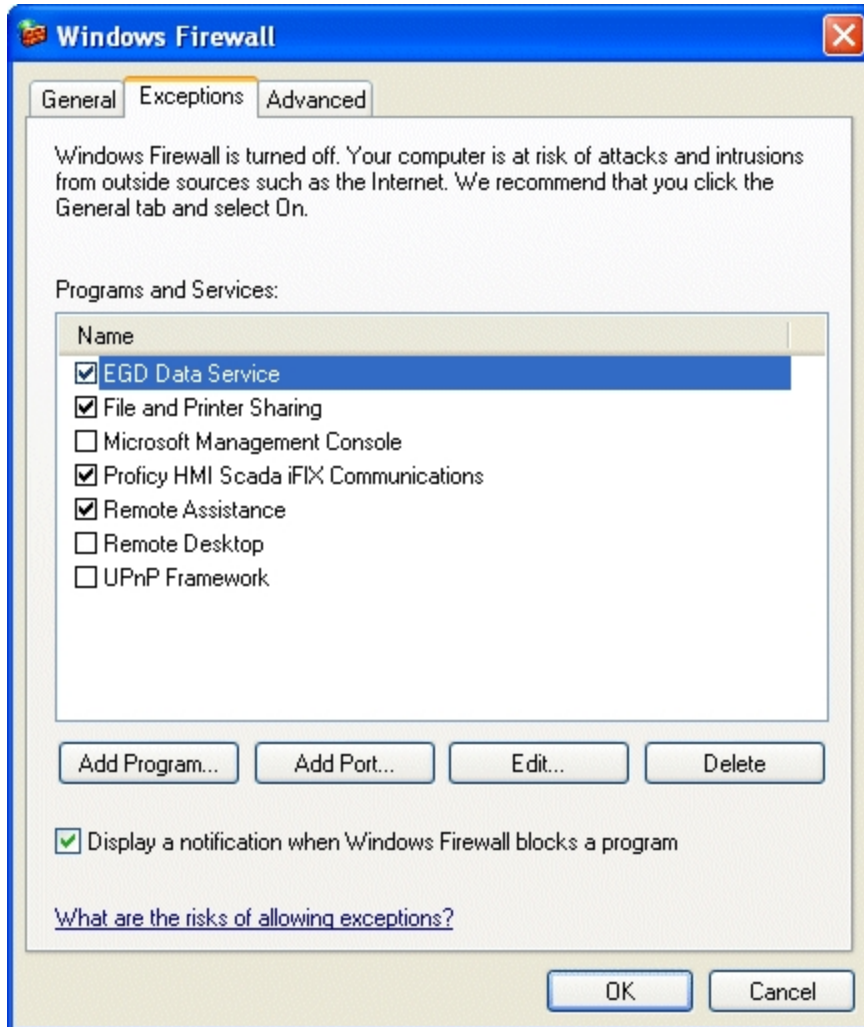 Windows Firewall
General
Exceptions
Advanced
Windows Firewall is turned off. Your computer is at risk of attacks and intrusions
from outside sources such as the Internet. We recommend that you click the
General tab and select On.
Programs and Services:
Name
EGD Data Service
File and Printer Sharing
Microsoft Management Console
Proficy HMI Scada iFIX Communications
Remote Assistance
Remote Desktop
UPnP Framework
Add Program...
Add Port...
Edit...
Delete
Display a notification when Windows Firewall blocks a program
What are the risks of allowing exceptions?
OK
Cancel